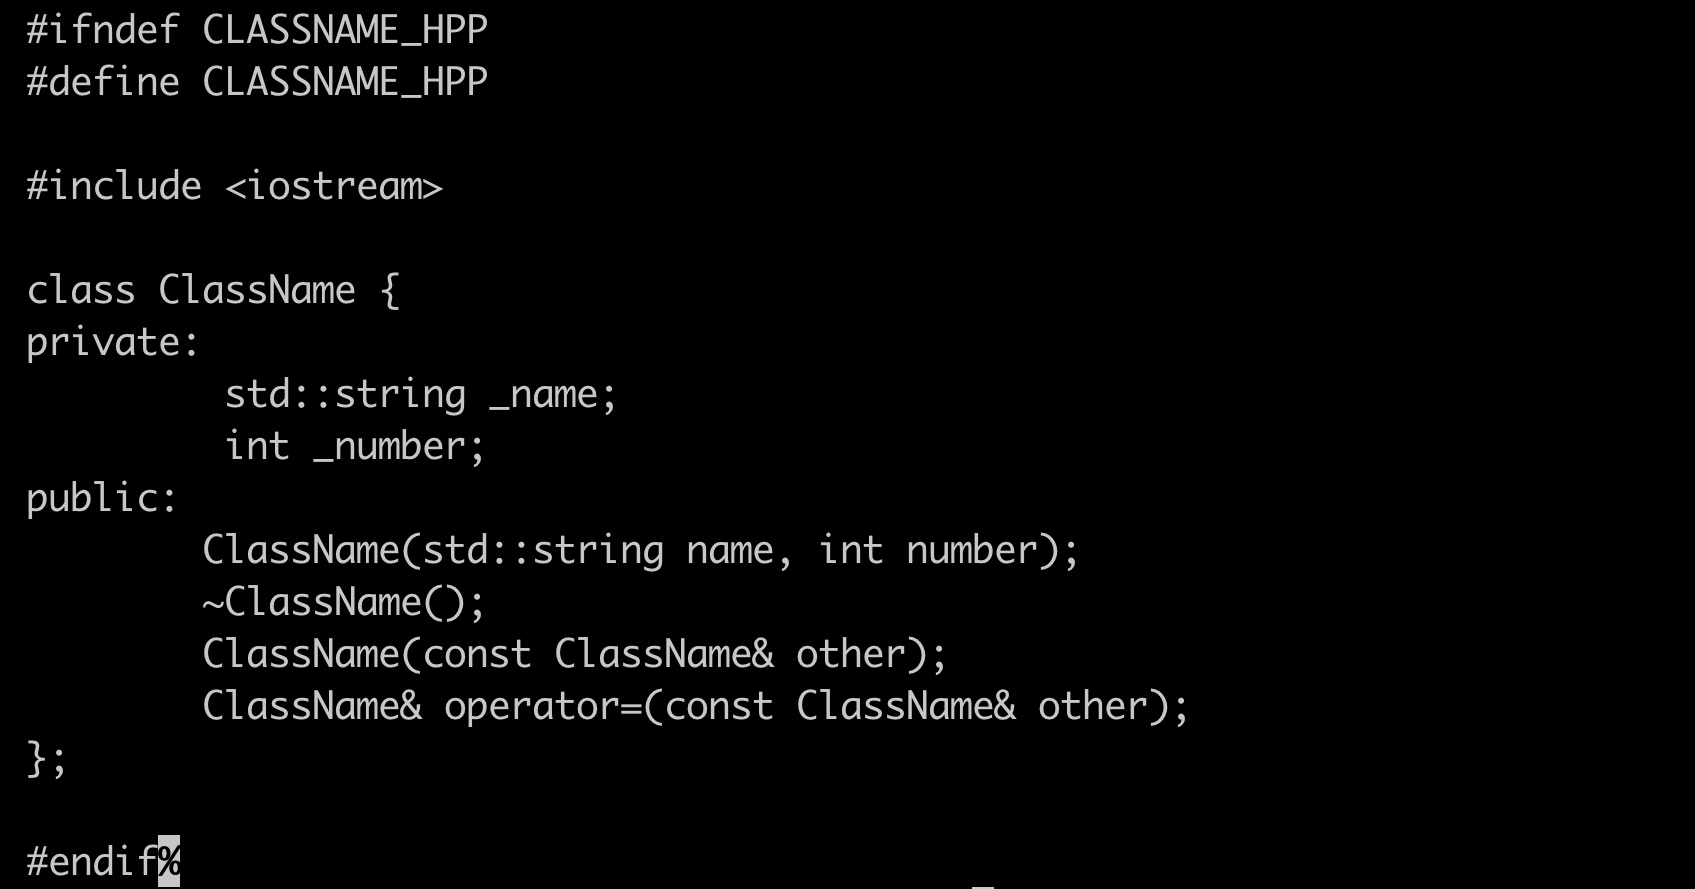 #ifndef CLASSNAME_HPP
#define CLASSNAME_HPP

#include <iostream>

class ClassName {
private:
         std::string _name;
         int _number;
public:
        ClassName(std::string name, int number);
        ~ClassName();
        ClassName(const ClassName& other);
        ClassName& operator=(const ClassName& other);
};

#endif%